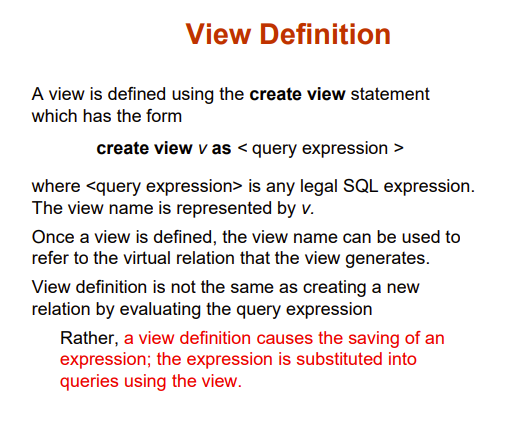 View Definition
A view is defined using the create view statement
which has the form
create view v as < query expression >
where <query expression> is any legal SQL expression.
The view name is represented by v.
Once a view is defined, the view name can be used to
refer to the virtual relation that the view generates.
View definition is not the same as creating a new
relation by evaluating the query expression
Rather, a view definition causes the saving of an
expression; the expression is substituted into
queries using the view.